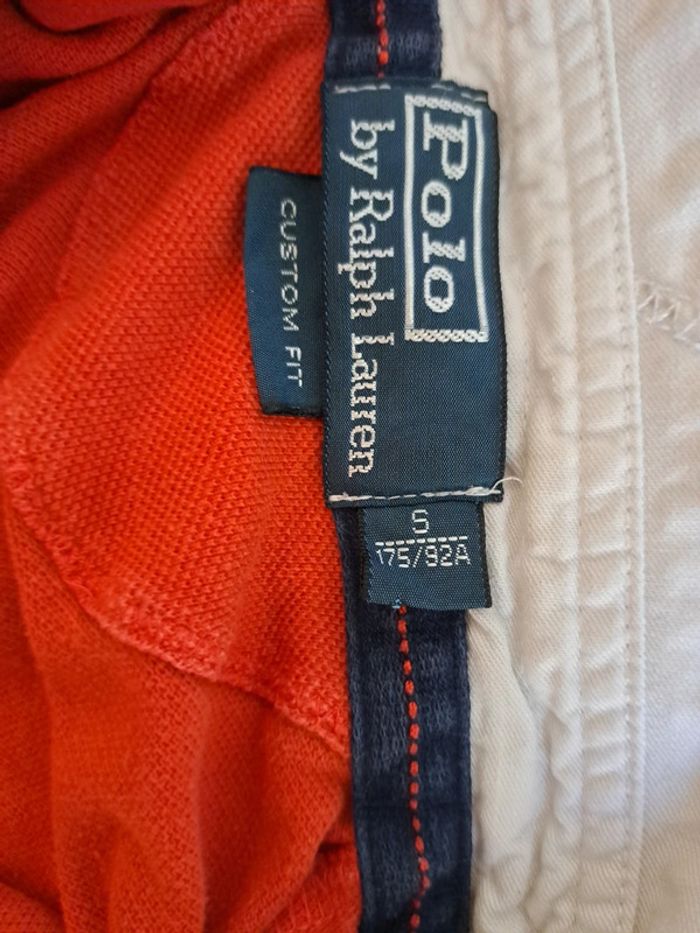 Polo
by Ralph Lauren
CUSTOM FIT
S
175/92A